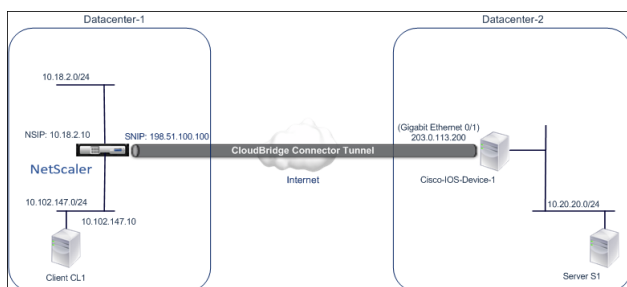 Datacenter-1
Datacenter-2
10.18.2.0/24
NSIP: 10.18.2.10
SNIP: 198.51.100.100
(Gigabit Ethernet 0/1)
203.0.113.200
CloudBridge Connector Tunnel
NetScaler
Internet
Cisco-IOS-Device-1
10.102.147.0/24
10.102.147.10
10.20.20.0/24
Client CL1
Server S1